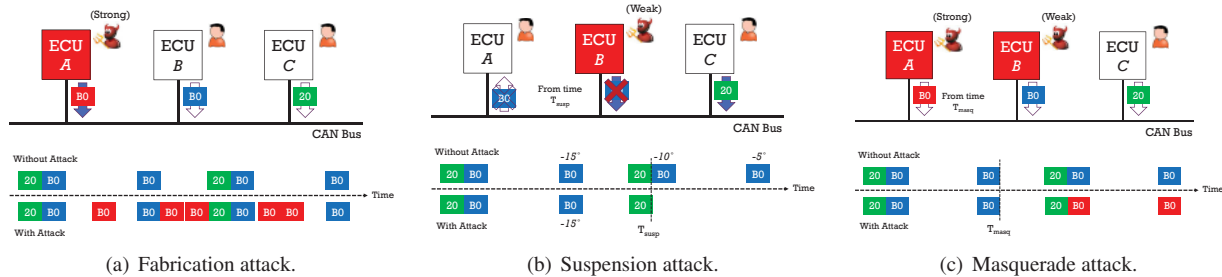 (Strong)
ECU
A
ECU
B
ECU
C
B0
B0
20
CAN Bus
Without Attack
20 B0 B0 20 B0 B0
Time
20 B0 B0 B0 B0 B0 20 B0 B0 B0 B0
With Attack
(a) Fabrication attack.
(Weak)
ECU
A
ECU
B
ECU
C
B0
From time
Tsusp
20
CAN Bus
Without Attack
-15° -10° -5°
20 B0 B0 20 B0 B0
Time
20 B0 B0 20
With Attack
-15°
Tsusp
(b) Suspension attack.
(Strong)
(Weak)
ECU
A
ECU
B
ECU
C
B0
From time
Tmasq
B0
20
CAN Bus
Without Attack
20 B0 B0 20 B0 B0
Time
20 B0 B0 20 B0 B0
With Attack
Tmasq
(c) Masquerade attack.